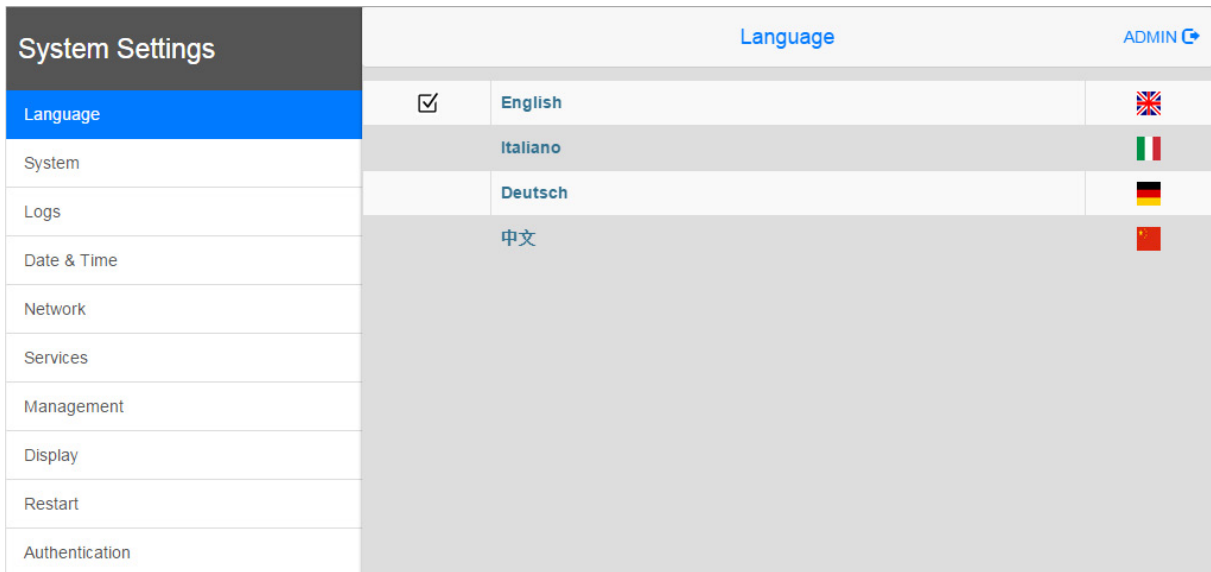 System Settings
Language
System
Logs
Date & Time
Network
Services
Management
Display
Restart
Authentication
Language
ADMIN
English
Italiano
Deutsch
中文